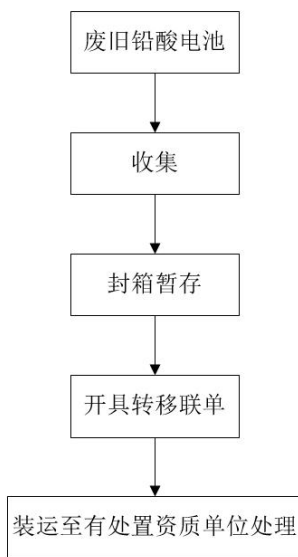 废旧铅酸电池
收集
封箱暂存
开具转移联单
装运至有处置资质单位处理